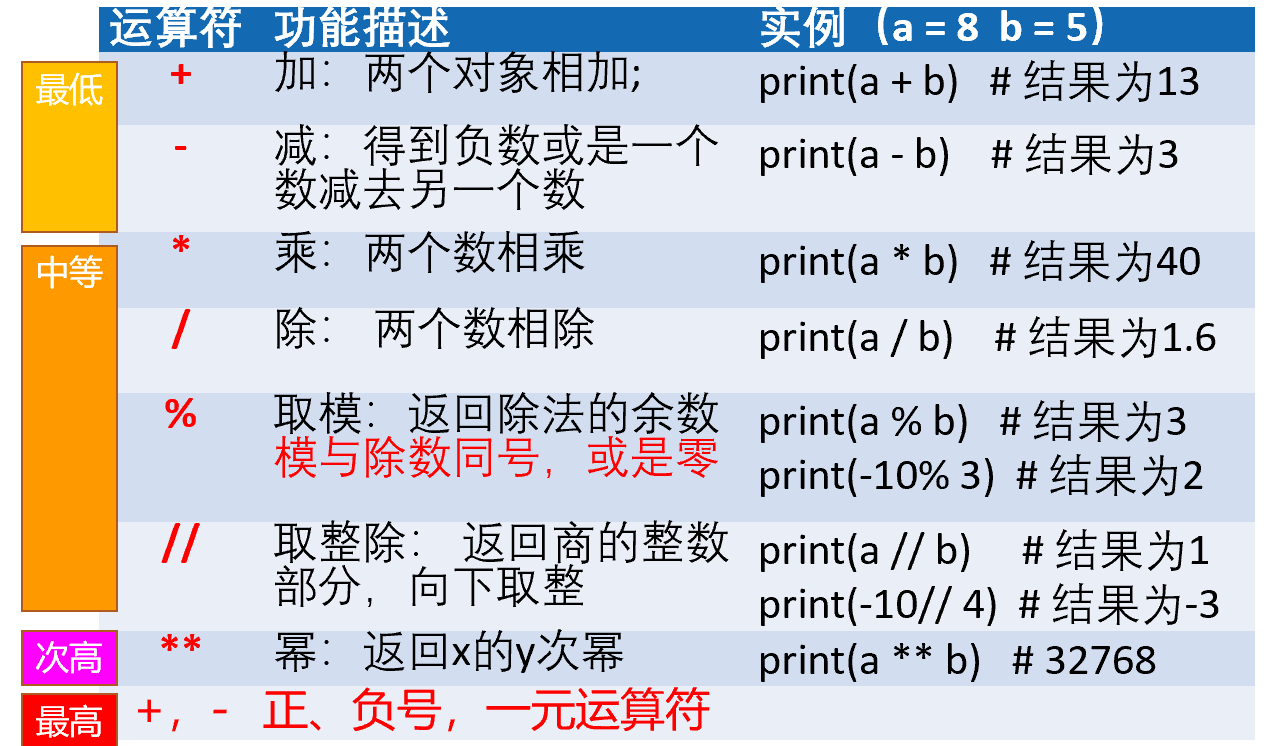 运算符 功能描述 实例（a = 8 b = 5）
最低
+ 加：两个对象相加; print(a + b) # 结果为13
- 减：得到负数或是一个 print(a - b) # 结果为3
数减去另一个数
中等
* 乘：两个数相乘 print(a * b) # 结果为40
/ 除： 两个数相除 print(a / b) # 结果为1.6
% 取模：返回除法的余数 print(a % b) # 结果为3
模与除数同号，或是零 print(-10% 3) # 结果为2
// 取整除： 返回商的整数 print(a // b) # 结果为1
部分，向下取整 print(-10// 4) # 结果为-3
次高 ** 幂：返回x的y次幂 print(a ** b) # 32768
最高 +，- 正、负号，一元运算符